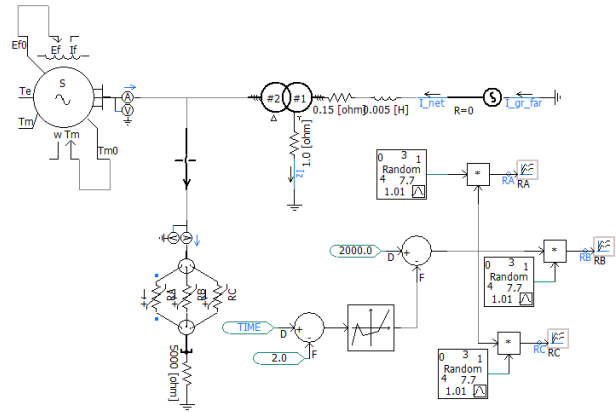 Ef0
Ef If
S
Te
Tm
w Tm
Tm0
A
V
#2 #1
0.15 [ohm] 0.005 [H]
I_net
R=0
I_gr_far
1.0 [ohm]
Iz
0 3 1
Random
4 7.7
1.01
*
RA
RA
2000.0
D + - F
*
RB
RB
0 3 1
Random
4 7.7
1.01
V A
+ RA
+ RB
+ RC
TIME
D + - F
2.0
0 3 1
Random
4 7.7
1.01
*
RC
RC
5000 [ohm]